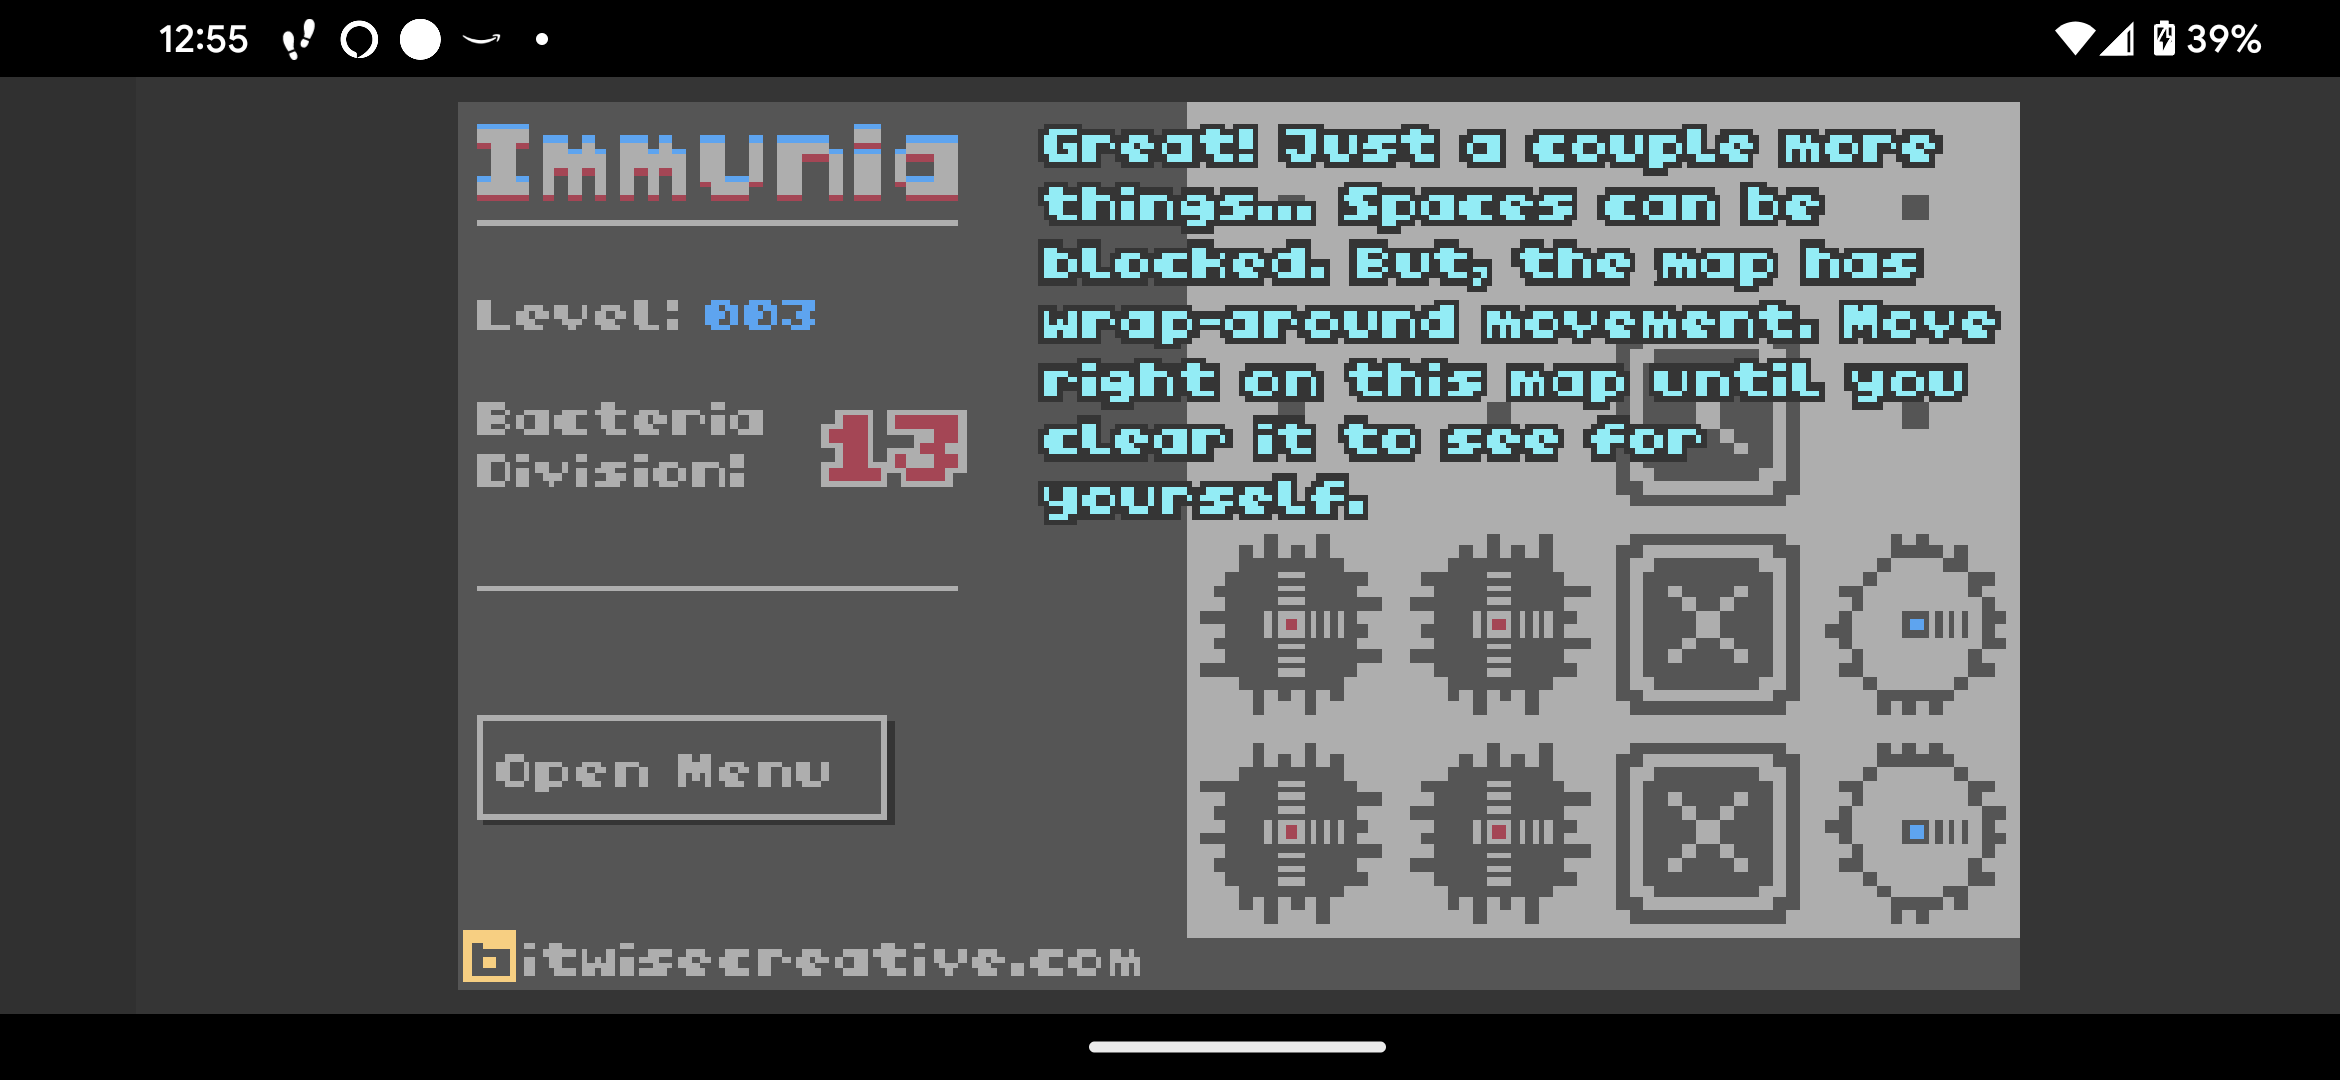 12:55
39%
Immunia
Great! Just a couple more
things... Spaces can be
blocked. But, the map has
wrap-around movement. Move
right on this map until you
clear it to see for
yourself.
Level: 003
Bacteria
Division: 13
Open Menu
bitwisecreative.com